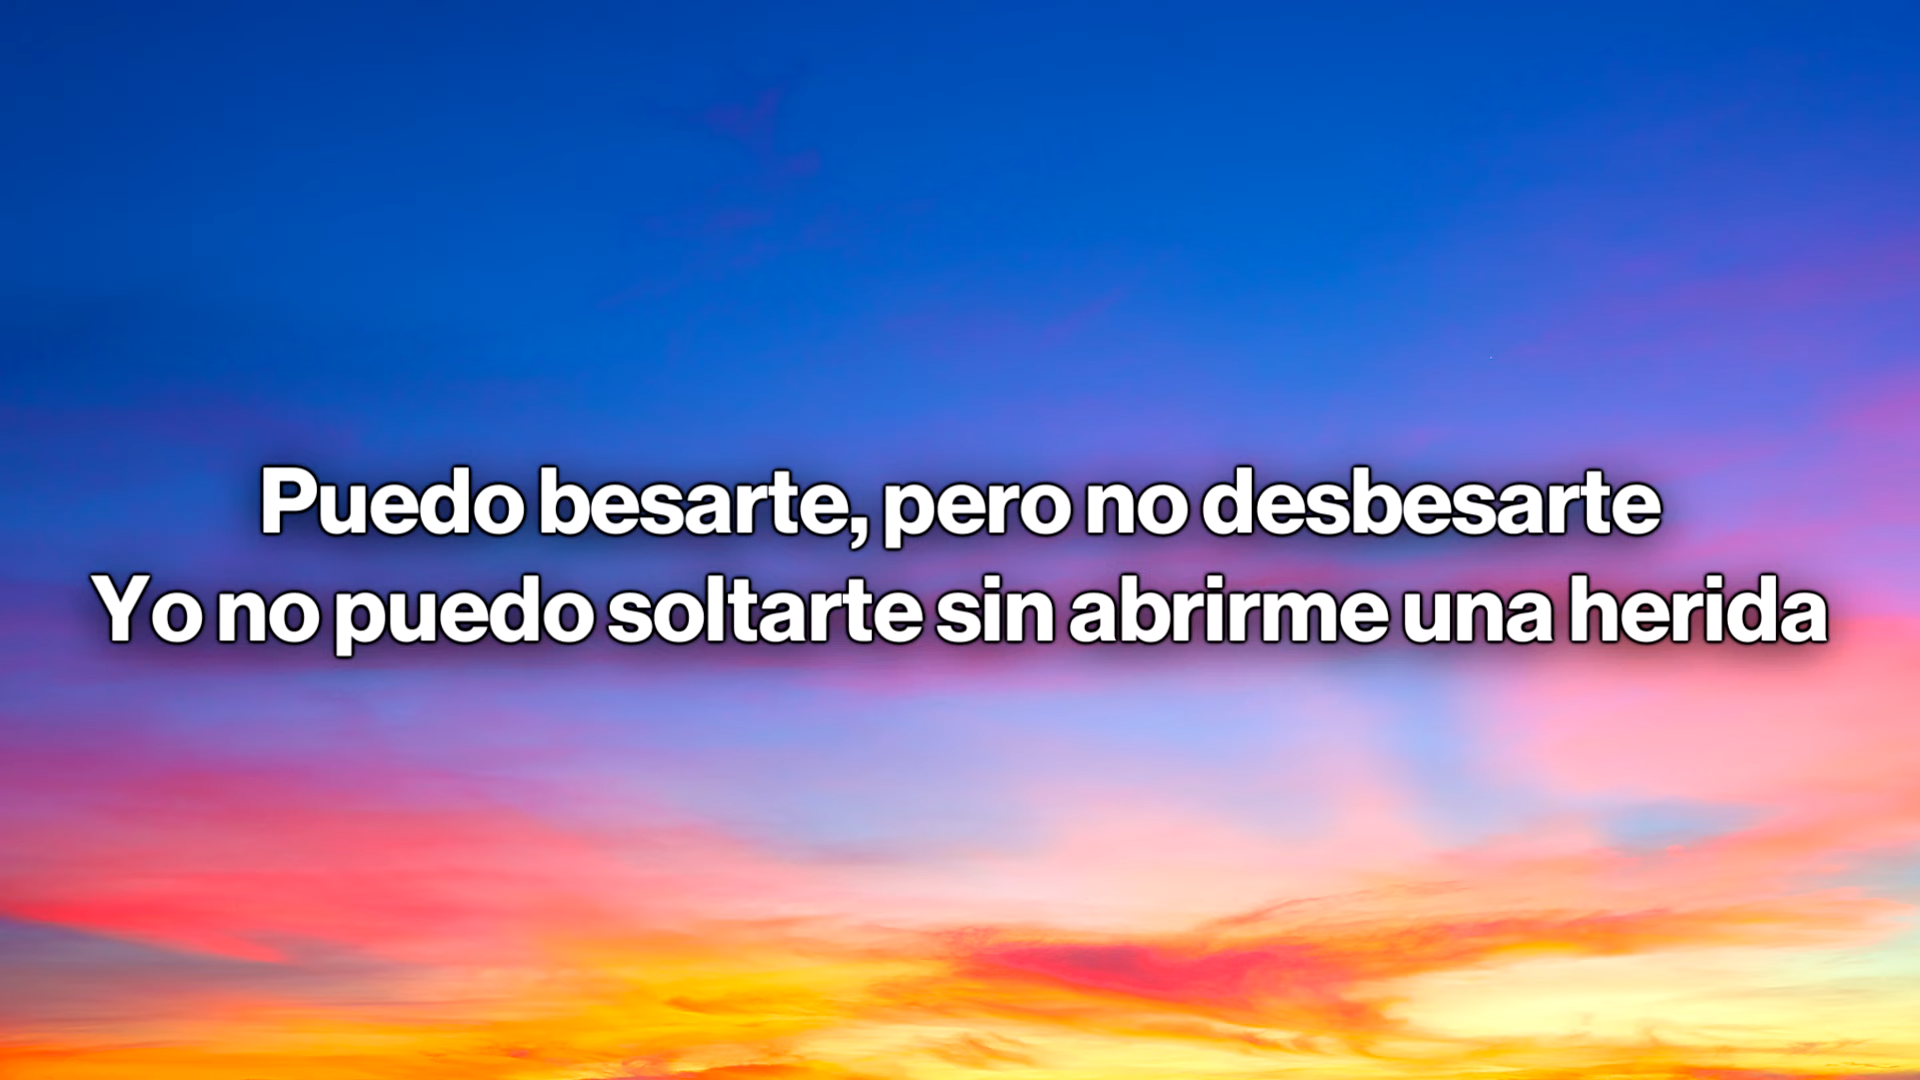 Puedo besarte, pero no desbesarte
Yo no puedo soltarte sin abrirme una herida